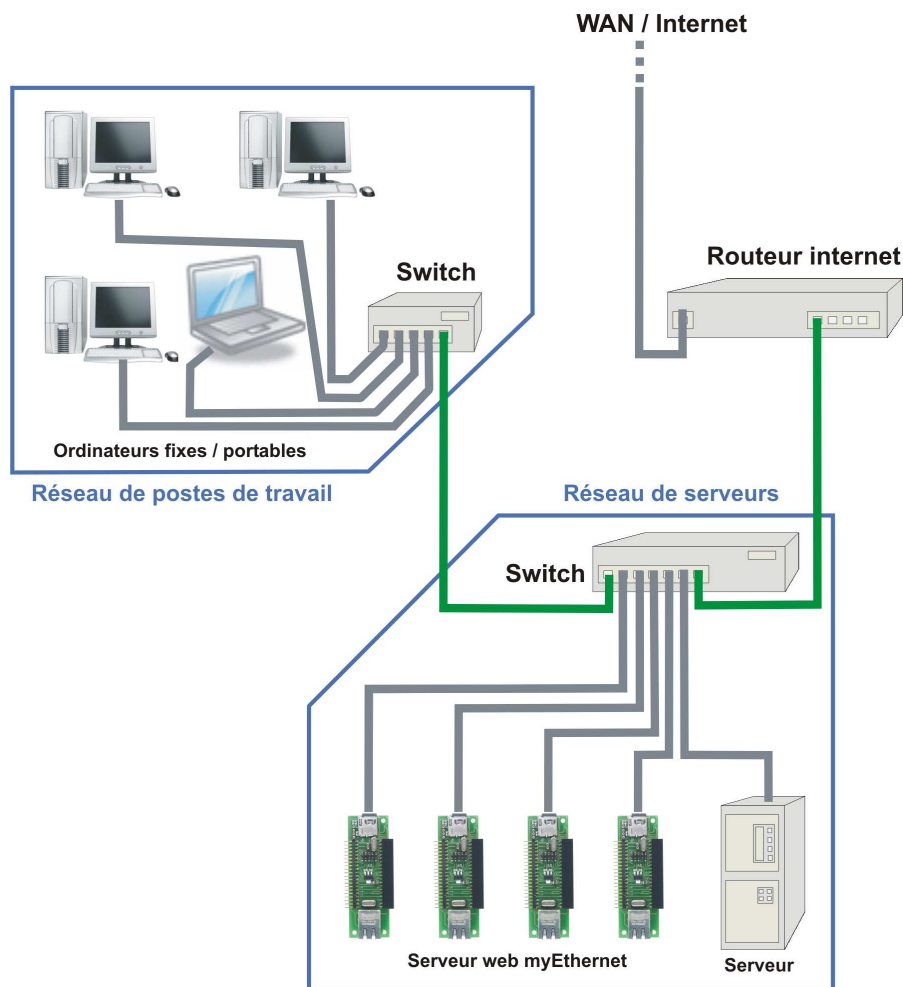 WAN / Internet
Routeur internet
Switch
Ordinateurs fixes / portables
Réseau de postes de travail
Réseau de serveurs
Switch
Serveur web myEthernet
Serveur